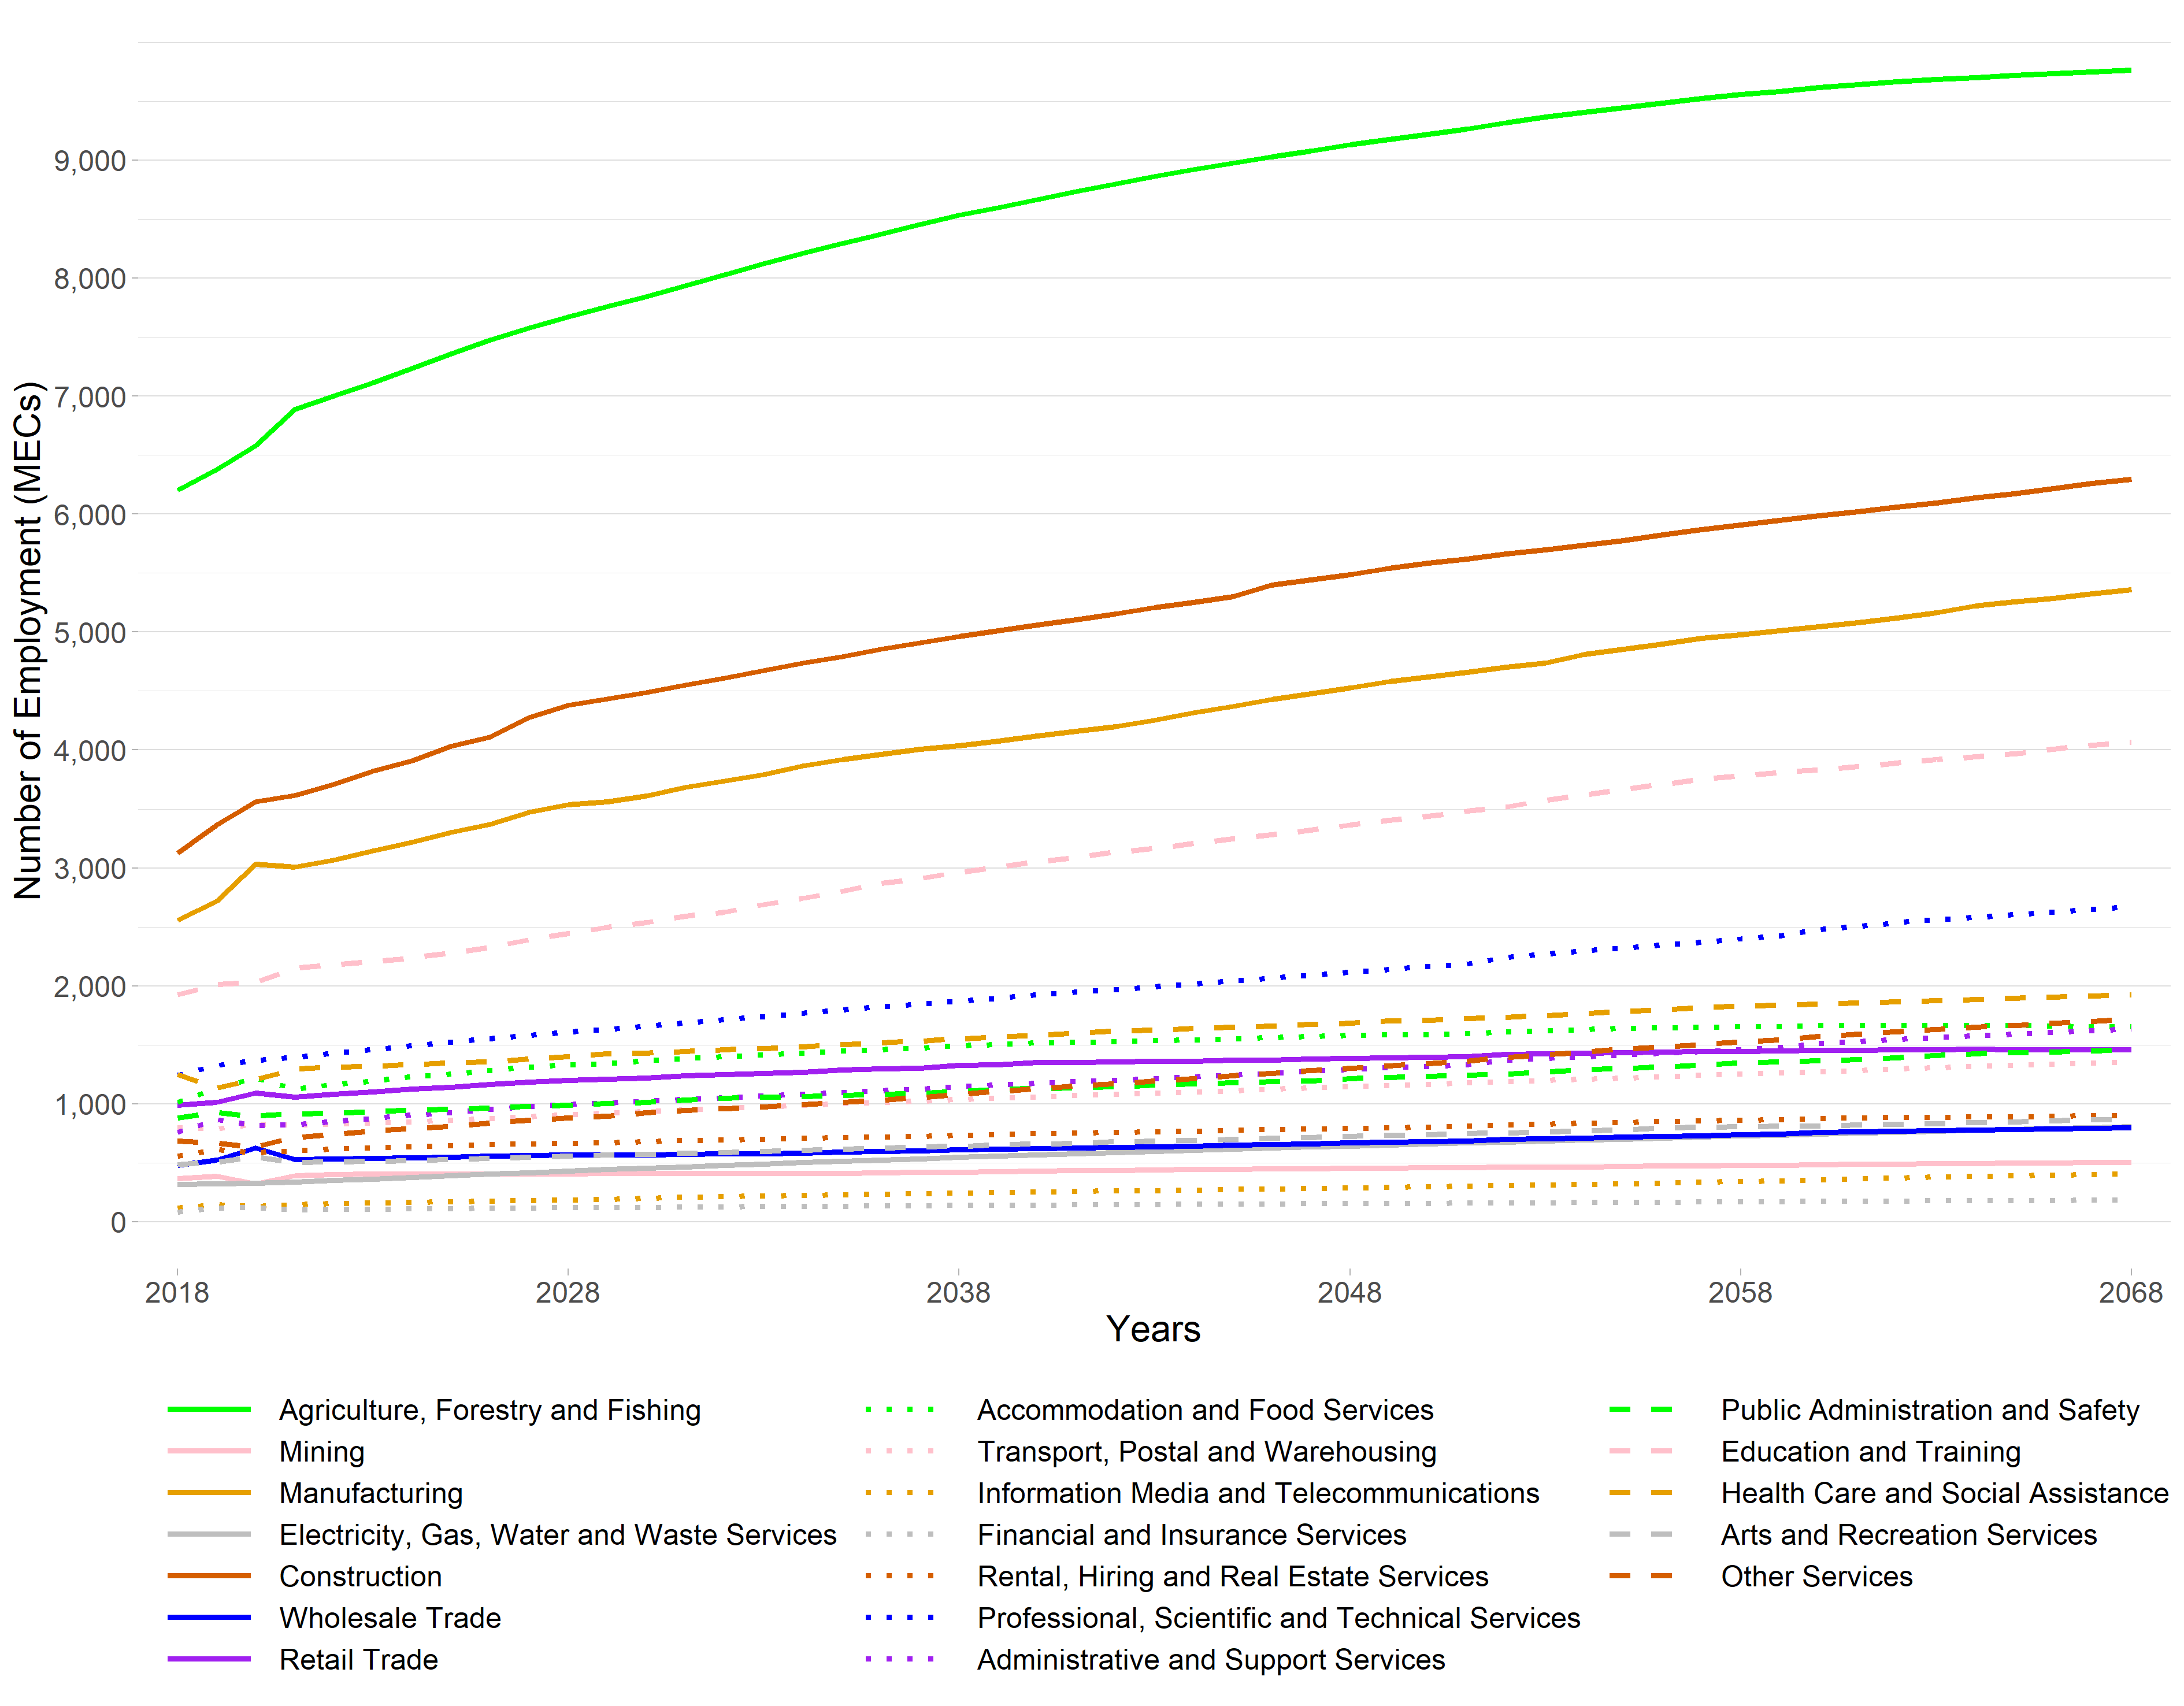 Number of Employment (MECs)
9,000
8,000
7,000
6,000
5,000
4,000
3,000
2,000
1,000
0
2018 2028 2038 2048 2058 2068
Years
Agriculture, Forestry and Fishing
Mining
Manufacturing
Electricity, Gas, Water and Waste Services
Construction
Wholesale Trade
Retail Trade
Accommodation and Food Services
Transport, Postal and Warehousing
Information Media and Telecommunications
Financial and Insurance Services
Rental, Hiring and Real Estate Services
Professional, Scientific and Technical Services
Administrative and Support Services
Public Administration and Safety
Education and Training
Health Care and Social Assistance
Arts and Recreation Services
Other Services